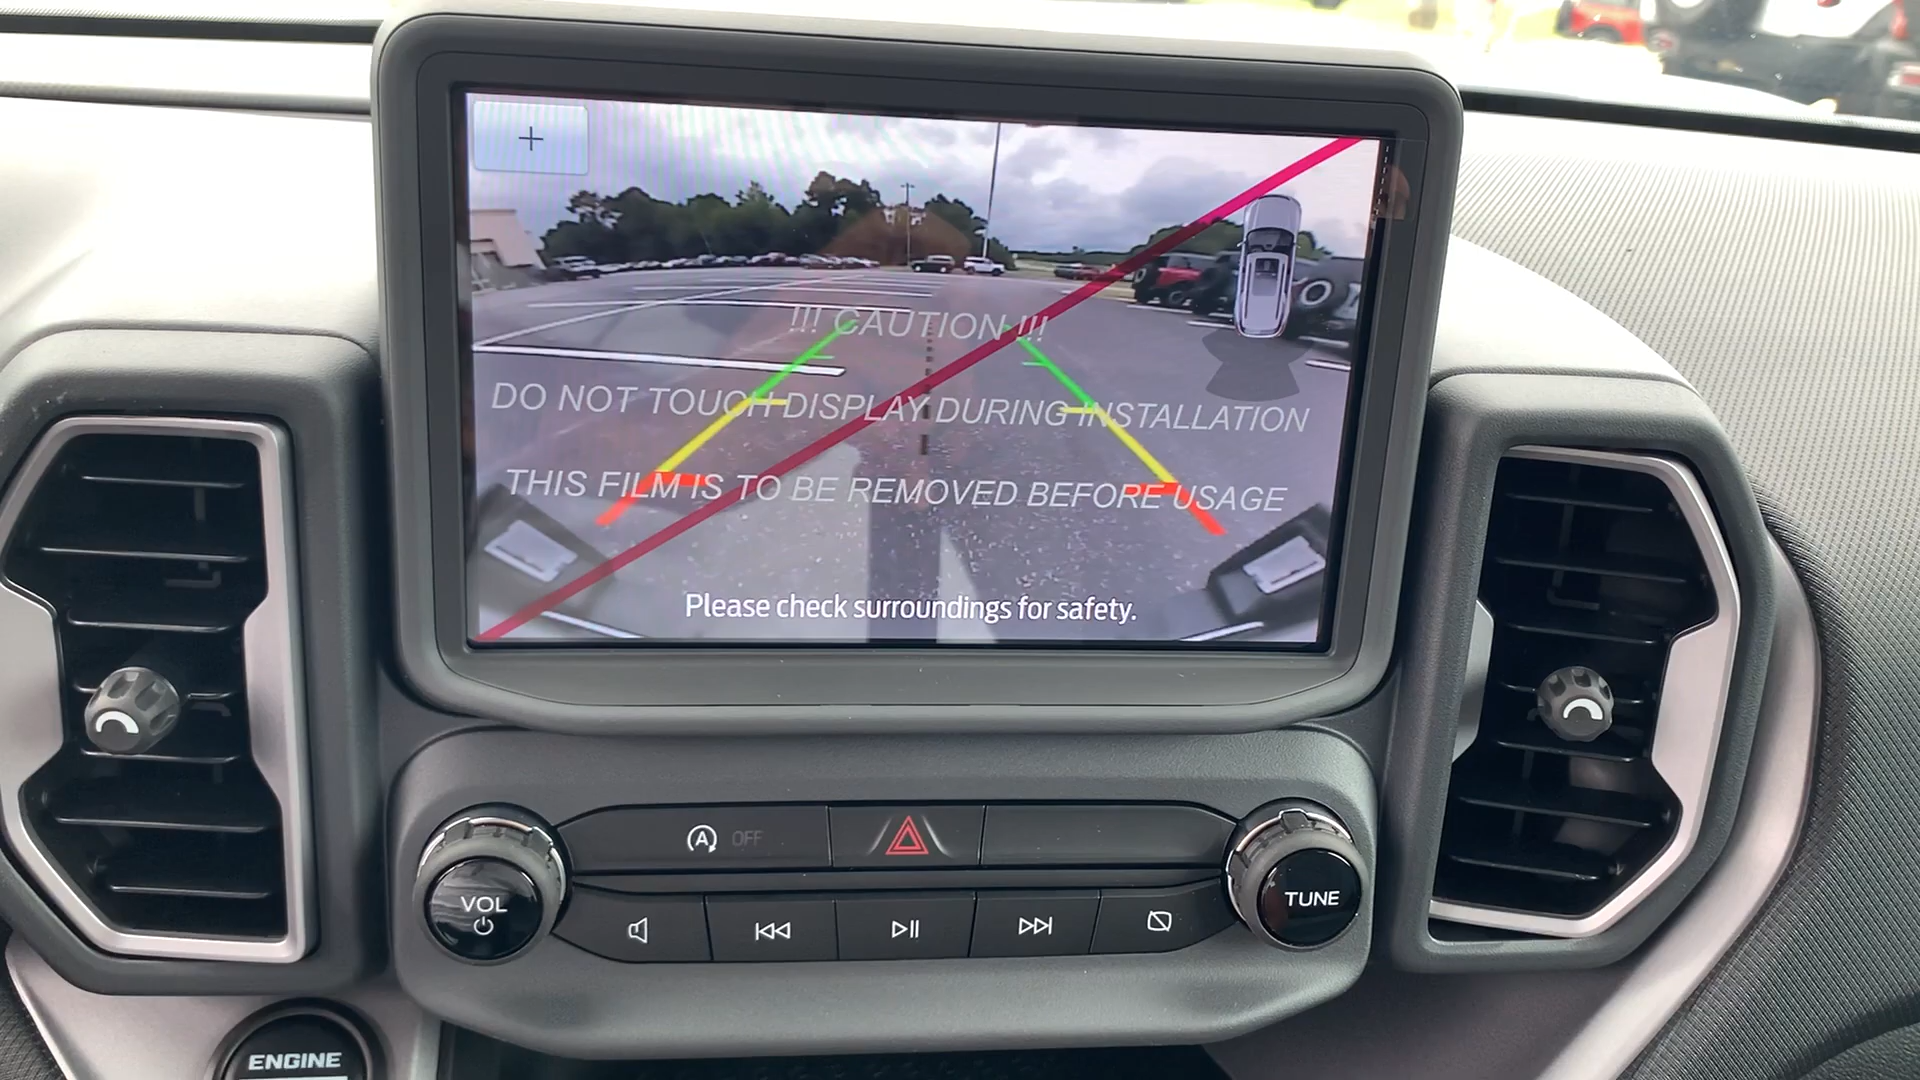 !!! CAUTION !!!
DO NOT TOUCH DISPLAY DURING INSTALLATION
THIS FILM IS TO BE REMOVED BEFORE USAGE
Please check surroundings for safety.
A OFF
VOL
TUNE
ENGINE